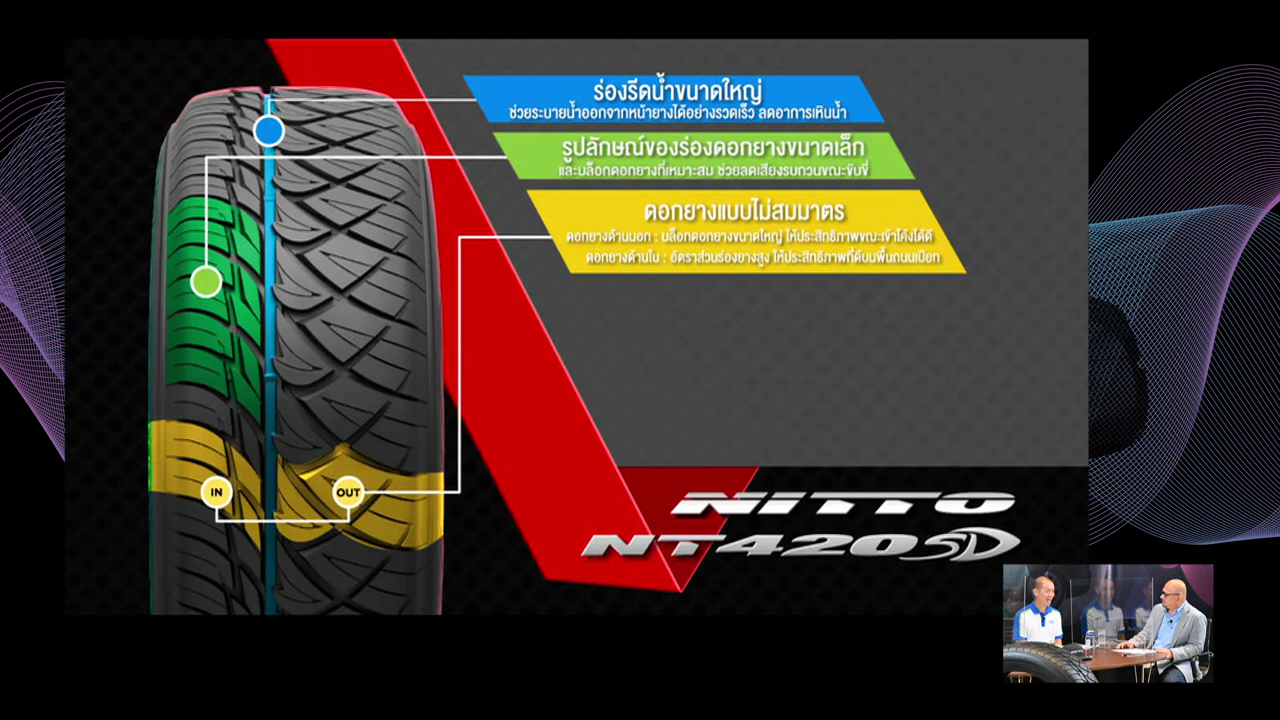 ร่องรีดน้ำขนาดใหญ่
ช่วยระบายน้ำออกจากหน้ายางได้อย่างรวดเร็ว ลดอาการเหินน้ำ
รูปลักษณ์ของร่องดอกยางขนาดเล็ก
และบล็อกดอกยางที่เหมาะสม ช่วยลดเสียงรบกวนขณะขับขี่
ดอกยางแบบไม่สมมาตร
ดอกยางด้านนอก : บล็อกดอกยางขนาดใหญ่ ให้ประสิทธิภาพขณะเข้าโค้งได้ดี
ดอกยางด้านใน : อัตราส่วนร่องยางสูง ให้ประสิทธิภาพที่ดีบนพื้นถนนเปียก
IN OUT
NITTO
NT420SD